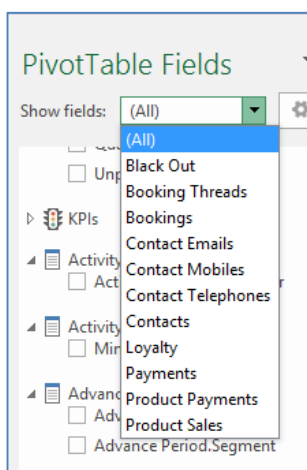 PivotTable Fields
Show fields: (All)
(All)
Black Out
Booking Threads
Bookings
Contact Emails
Contact Mobiles
Contact Telephones
Contacts
Loyalty
Payments
Product Payments
Product Sales
KPIs
Activity
Activity
Advance Period.Segment